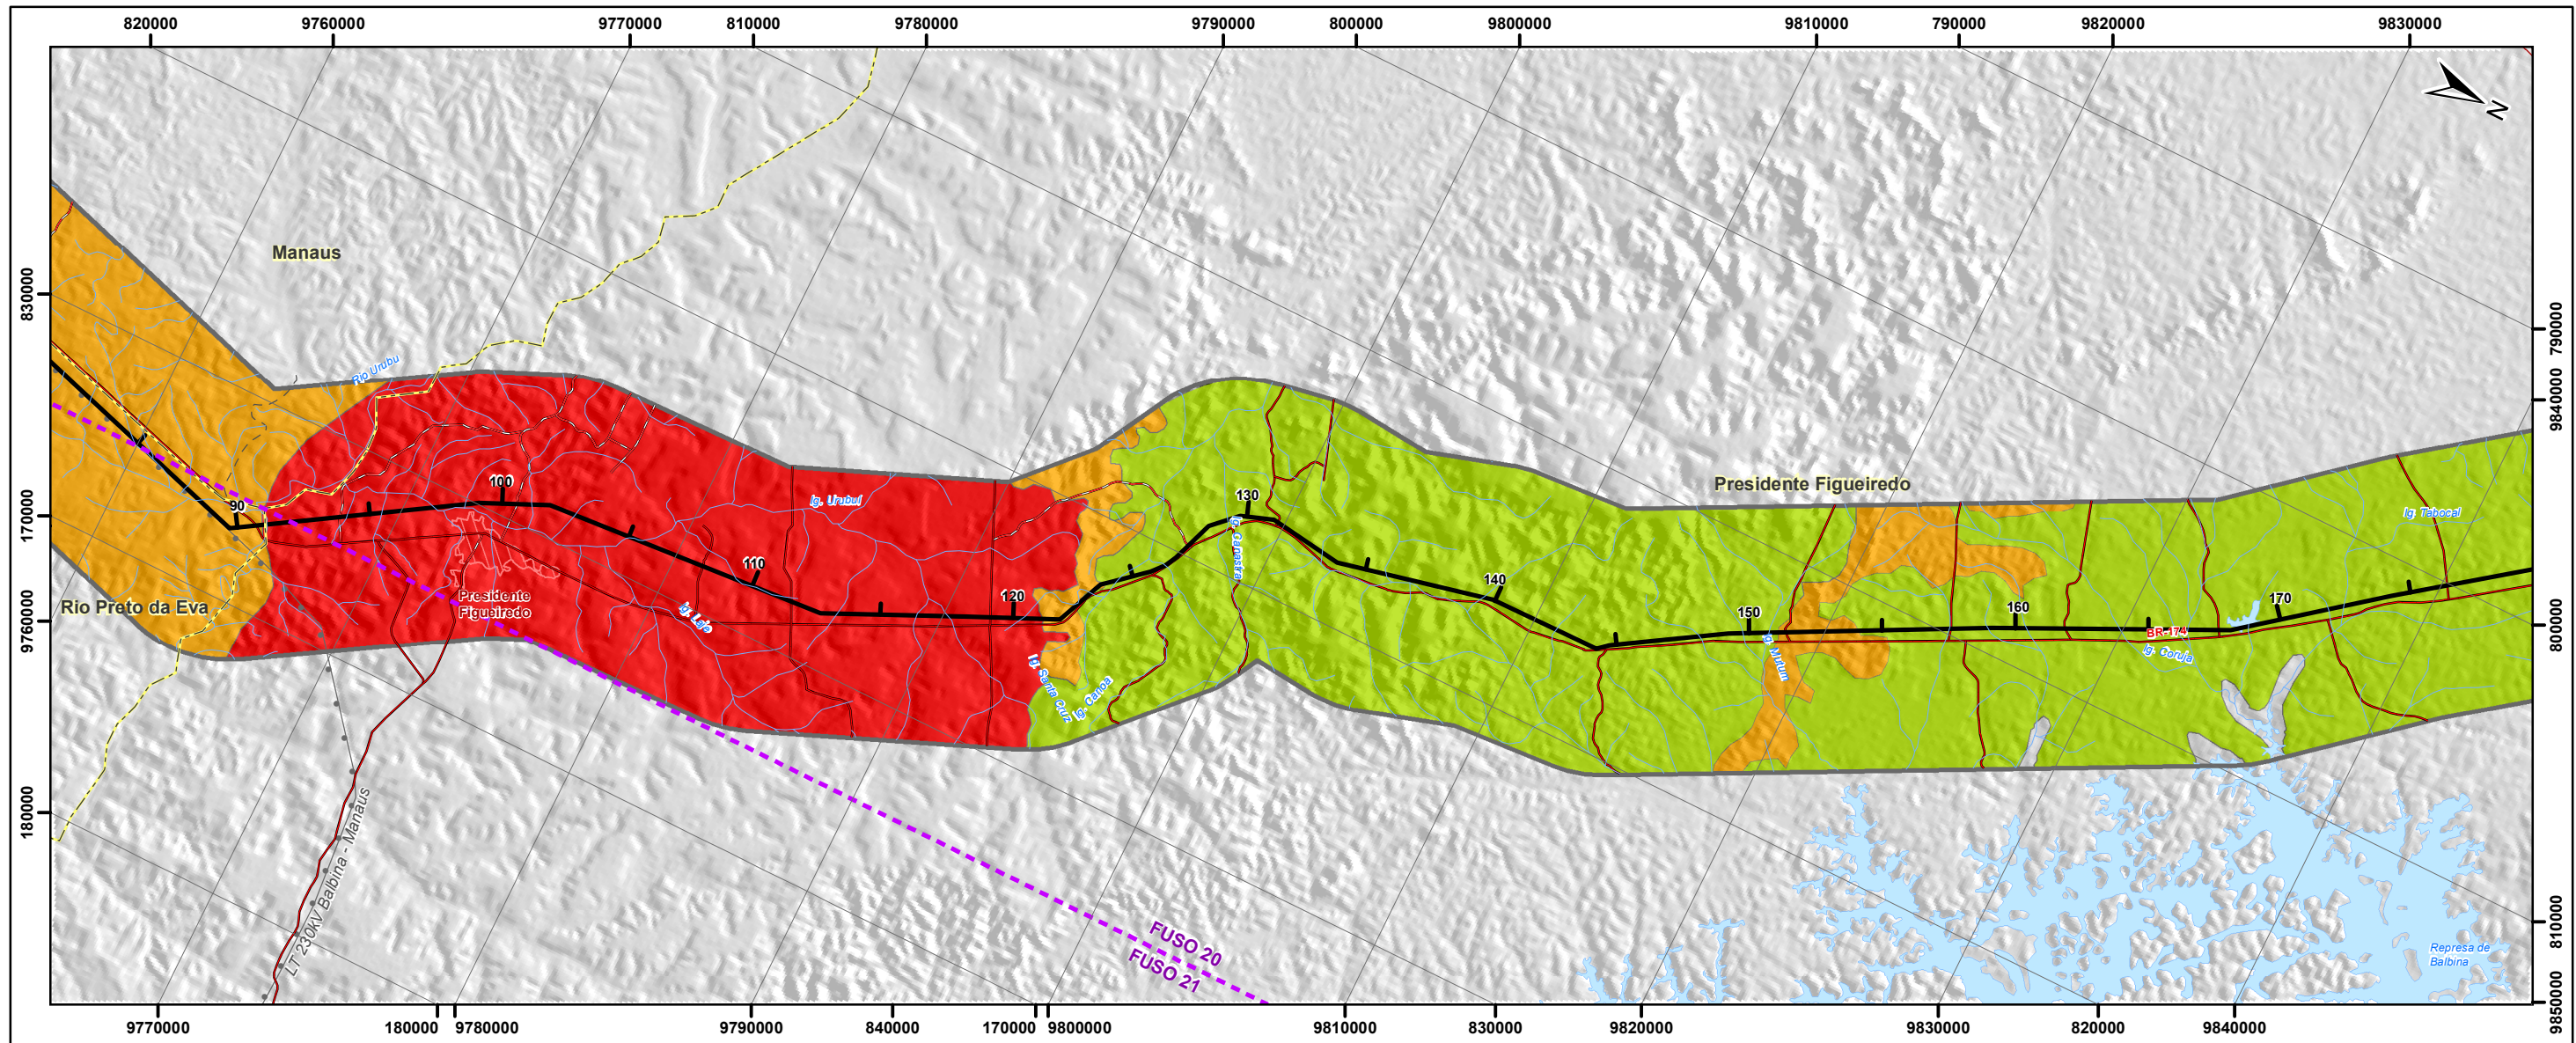 820000 9760000 9770000 810000 9780000 9790000 8000000 9800000 9810000 790000 9820000 9830000
N
Manaus
830000
790000
Rio Urubu
840000
Presidente Figueiredo
100
130
90
Ig. Urubuí
Ig. Tabocal
170000
Ig. Canastra
110
140
120
150
160
170
Presidente
Figueiredo
Rio Preto da Eva
Ig. Laje
9760000
800000
BR-174
Ig. Mutum
Ig. Coruja
Ig. Santa Cruz
Ig. Canoa
180000
LT 230kV Balbina - Manaus
810000
FUSO 20
FUSO 21
Represa de
Balbina
9850000
9770000 180000 9780000 9790000 840000 170000 9800000 9810000 830000 9820000 9830000 820000 9840000